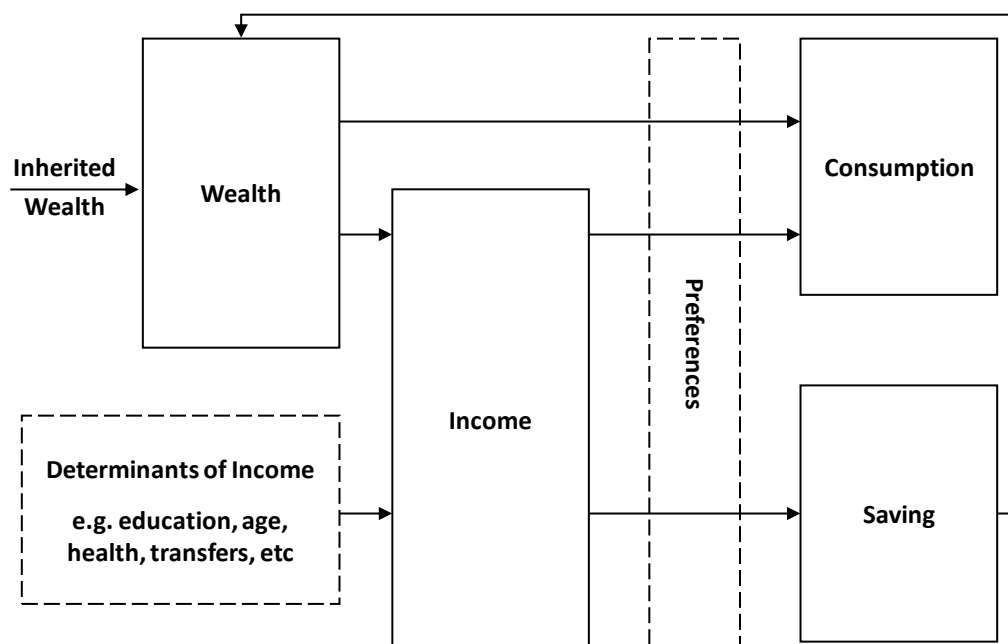 Inherited
Wealth
Wealth
Consumption
Preferences
Income
Determinants of Income
e.g. education, age,
health, transfers, etc
Saving